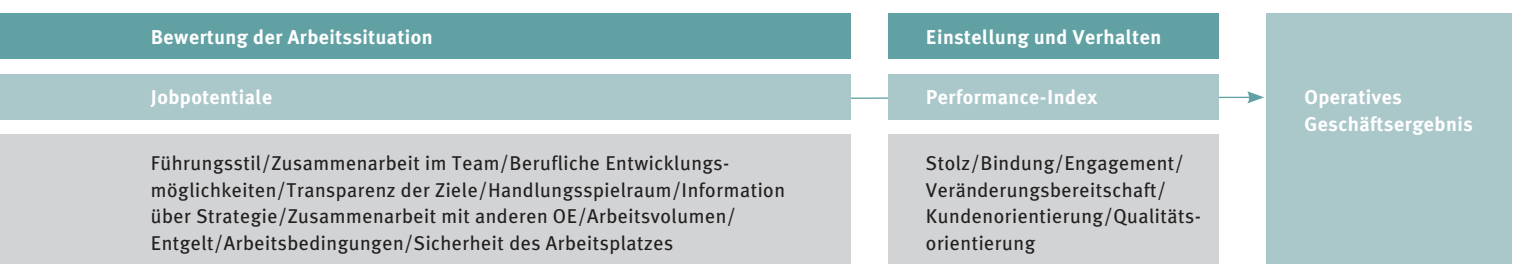 Bewertung der Arbeitssituation
Jobpotentiale
Führungsstil/Zusammenarbeit im Team/Berufliche Entwicklungs-
möglichkeiten/Transparenz der Ziele/Handlungsspielraum/Information
über Strategie/Zusammenarbeit mit anderen OE/Arbeitsvolumen/
Entgelt/Arbeitsbedingungen/Sicherheit des Arbeitsplatzes
Einstellung und Verhalten
Performance-Index
Stolz/Bindung/Engagement/
Veränderungsbereitschaft/
Kundenorientierung/Qualitäts-
orientierung
Operatives
Geschäftsergebnis